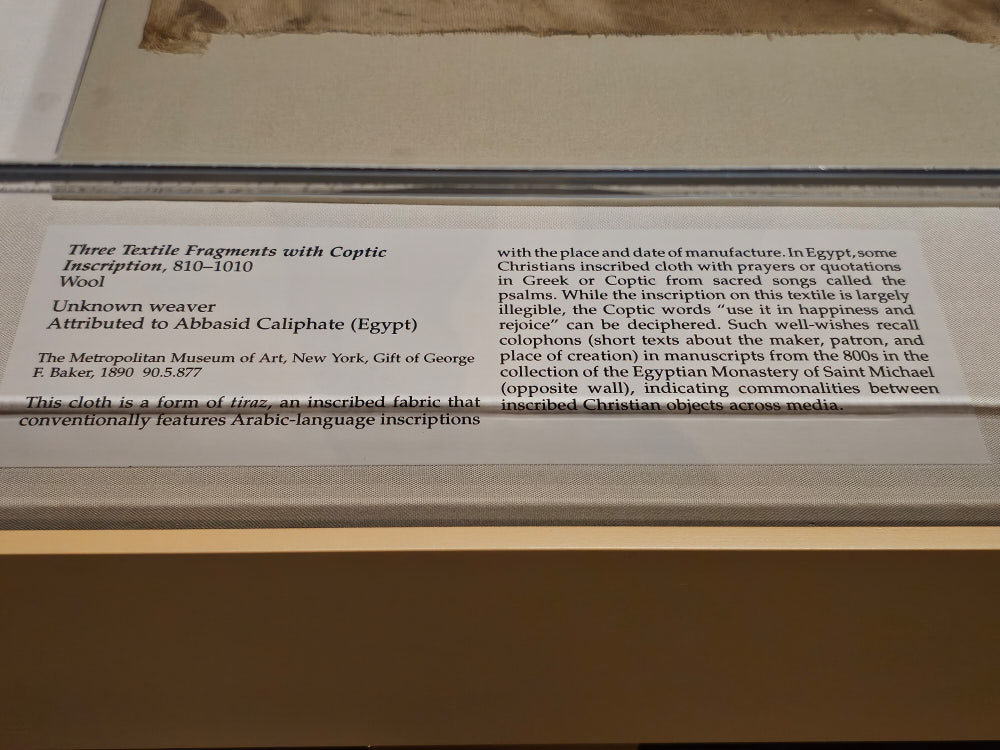 Three Textile Fragments with Coptic
Inscription, 810–1010
Wool
Unknown weaver
Attributed to Abbasid Caliphate (Egypt)
The Metropolitan Museum of Art, New York, Gift of George
F. Baker, 1890  90.5.877
This cloth is a form of tiraz, an inscribed fabric that
conventionally features Arabic-language inscriptions
with the place and date of manufacture. In Egypt, some
Christians inscribed cloth with prayers or quotations
in Greek or Coptic from sacred songs called the
psalms. While the inscription on this textile is largely
illegible, the Coptic words “use it in happiness and
rejoice” can be deciphered. Such well-wishes recall
colophons (short texts about the maker, patron, and
place of creation) in manuscripts from the 800s in the
collection of the Egyptian Monastery of Saint Michael
(opposite wall), indicating commonalities between
inscribed Christian objects across media.